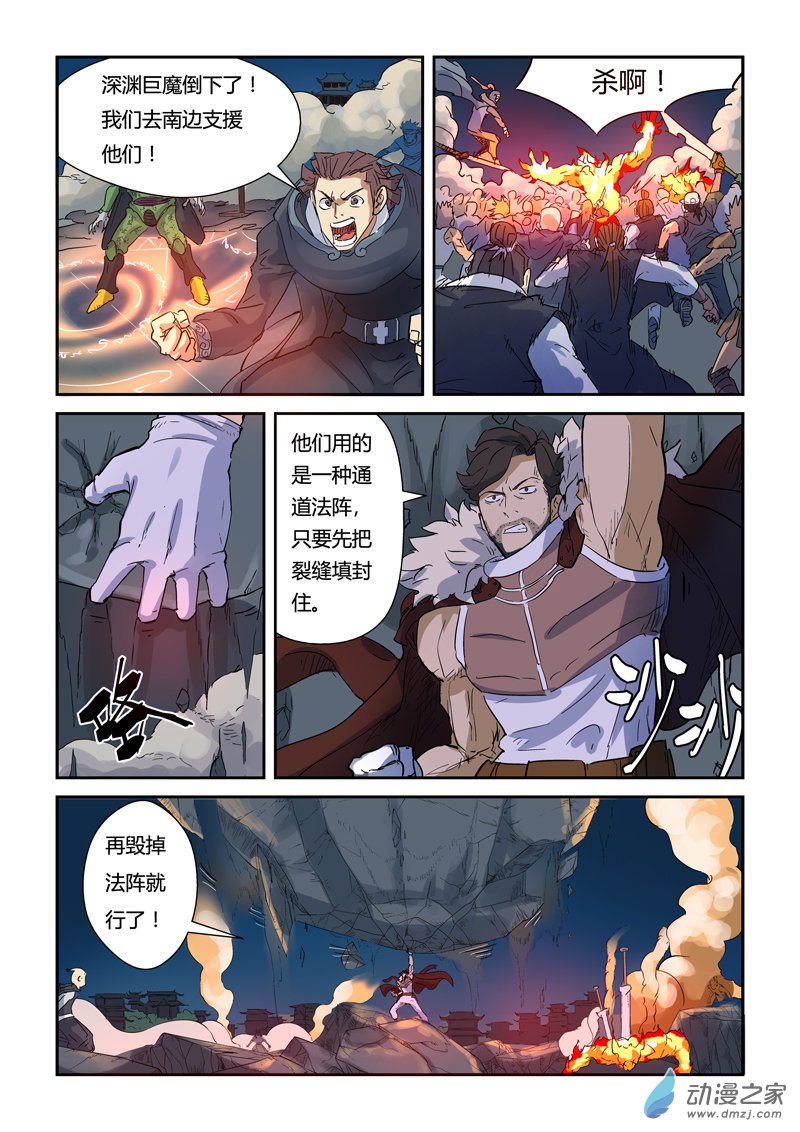 深渊巨魔倒下了！
我们去南边支援
他们！
杀啊！
咯
他们用的
是一种通
道法阵，
只要先把
裂缝填封
住。
沙沙
再毁掉
法阵就
行了！
动漫之家
www.dmzj.com